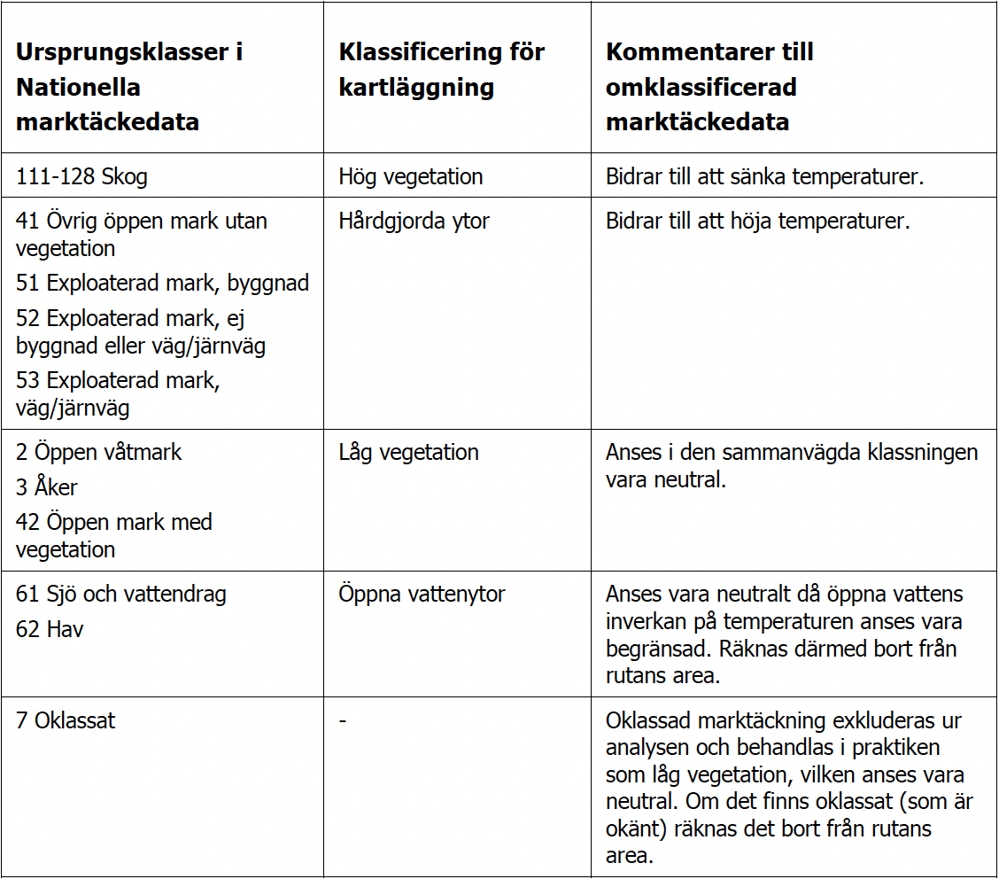 Ursprungsklasser i
Nationella
marktäckedata
Klassificering för
kartläggning
Kommentarer till
omklassificerad
marktäckedata
111-128 Skog
Hög vegetation
Bidrar till att sänka temperaturer.
41 Övrig öppen mark utan
vegetation
51 Exploaterad mark, byggnad
52 Exploaterad mark, ej
byggnad eller väg/järnväg
53 Exploaterad mark,
väg/järnväg
Hårdgjorda ytor
Bidrar till att höja temperaturer.
2 Öppen våtmark
3 Åker
42 Öppen mark med
vegetation
Låg vegetation
Anses i den sammanvägda klassningen
vara neutral.
61 Sjö och vattendrag
62 Hav
Öppna vattenytor
Anses vara neutralt då öppna vattens
inverkan på temperaturen anses vara
begränsad. Räknas därmed bort från
rutans area.
7 Oklassat
-
Oklassad marktäckning exkluderas ur
analysen och behandlas i praktiken
som låg vegetation, vilken anses vara
neutral. Om det finns oklassat (som är
okänt) räknas det bort från rutans
area.